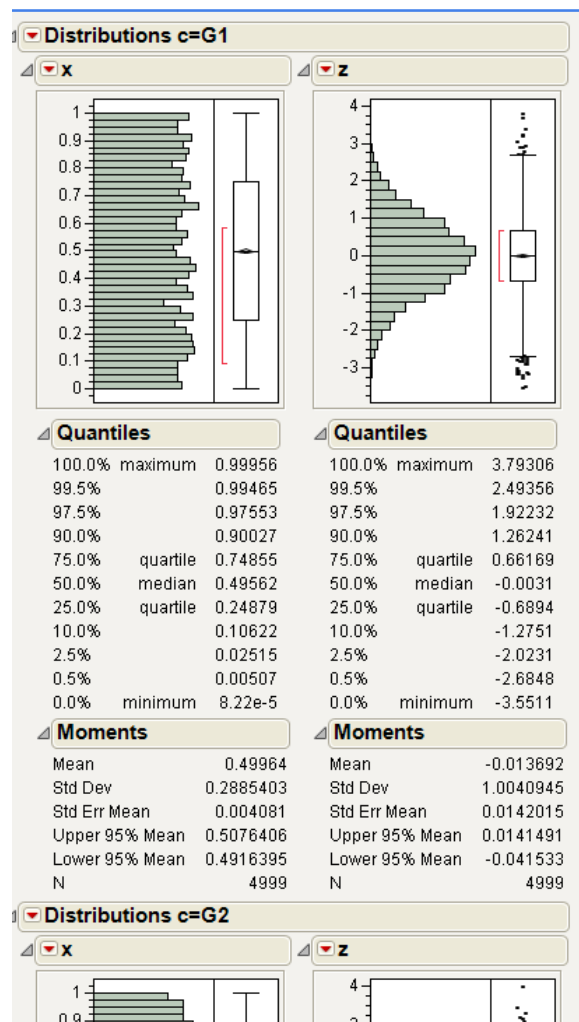 Distributions c=G1
x
1
0.9
0.8
0.7
0.6
0.5
0.4
0.3
0.2
0.1
0
Quantiles
100.0% maximum 0.99956
99.5% 0.99465
97.5% 0.97553
90.0% 0.90027
75.0% quartile 0.74855
50.0% median 0.49562
25.0% quartile 0.24879
10.0% 0.10622
2.5% 0.02515
0.5% 0.00507
0.0% minimum 8.22e-5
Moments
Mean 0.49964
Std Dev 0.2885403
Std Err Mean 0.004081
Upper 95% Mean 0.5076406
Lower 95% Mean 0.4916395
N 4999
z
4
3
2
1
0
-1
-2
-3
Quantiles
100.0% maximum 3.79306
99.5% 2.49356
97.5% 1.92232
90.0% 1.26241
75.0% quartile 0.66169
50.0% median -0.0031
25.0% quartile -0.6894
10.0% -1.2751
2.5% -2.0231
0.5% -2.6848
0.0% minimum -3.5511
Moments
Mean -0.013692
Std Dev 1.0040945
Std Err Mean 0.0142015
Upper 95% Mean 0.0141491
Lower 95% Mean -0.041533
N 4999
Distributions c=G2
x
1
0.9
z
4